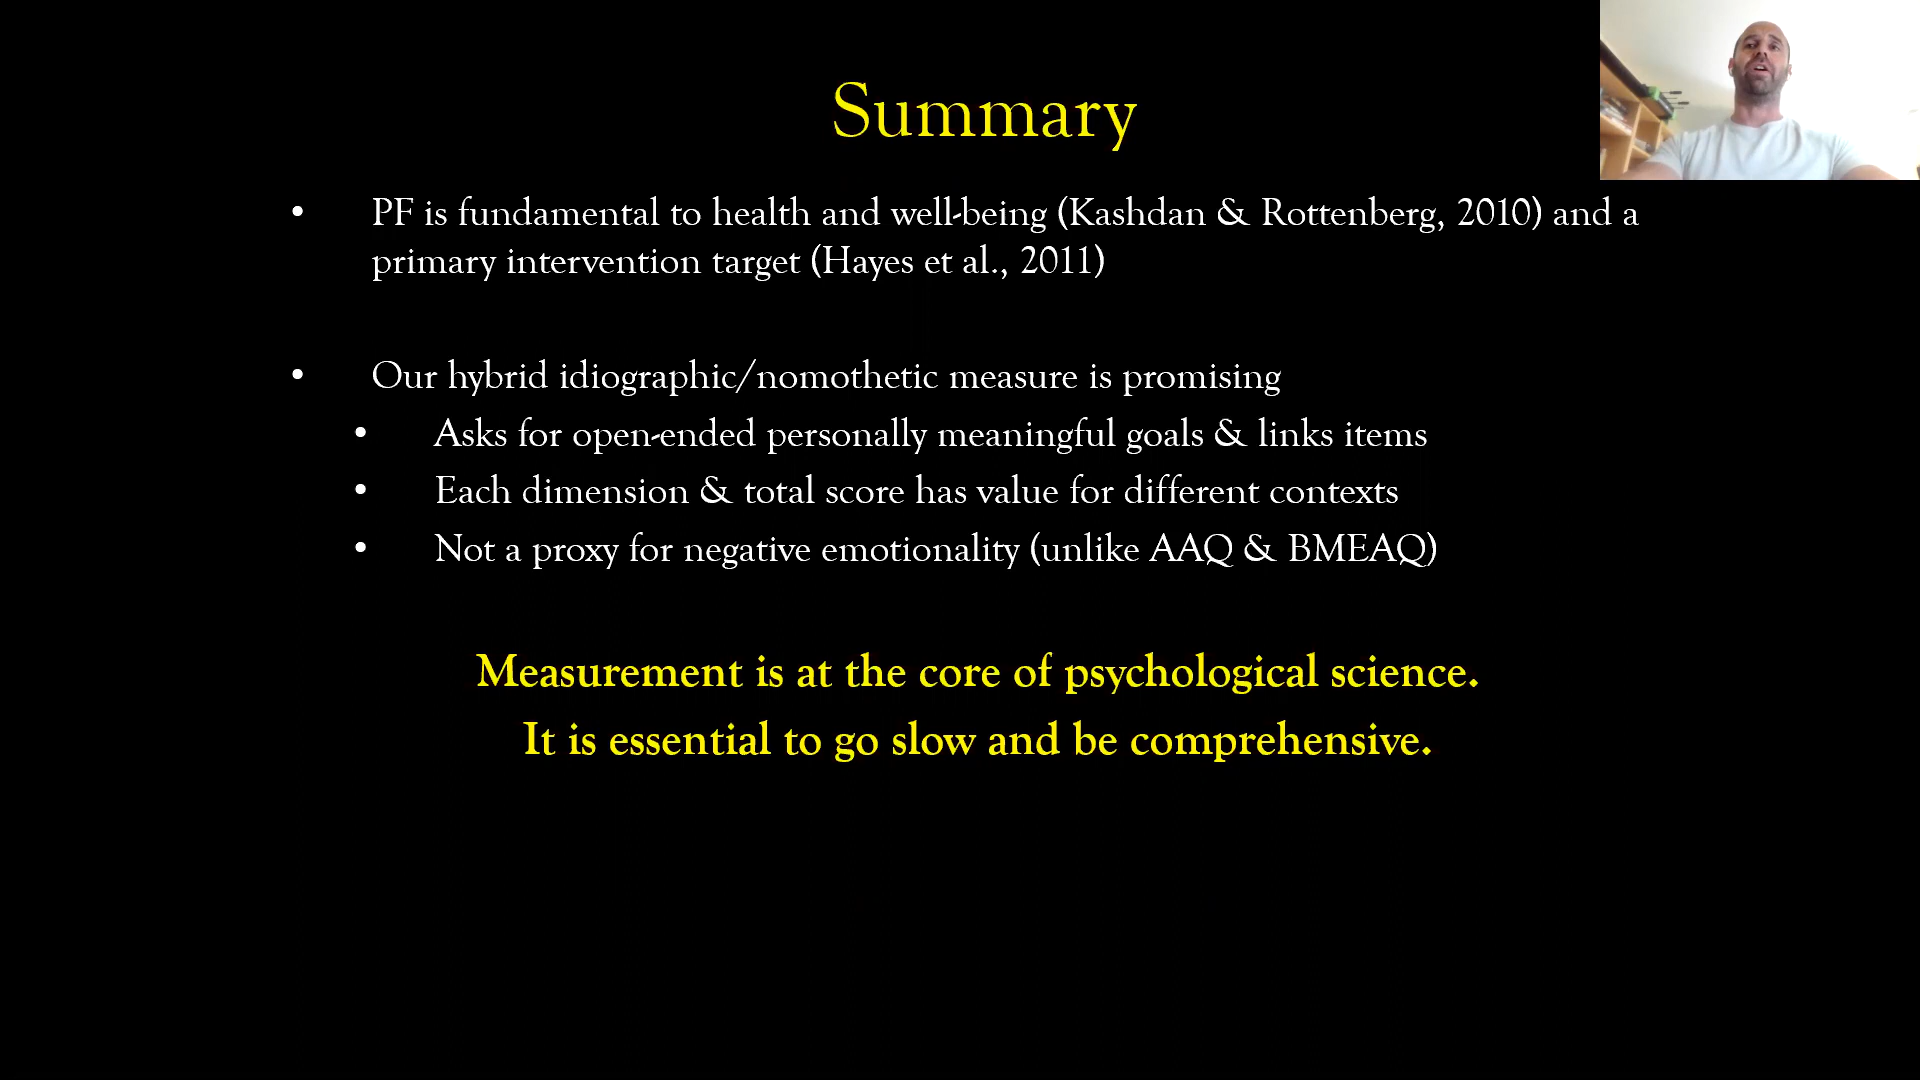 Summary
• PF is fundamental to health and well-being (Kashdan & Rottenberg, 2010) and a
primary intervention target (Hayes et al., 2011)
• Our hybrid idiographic/nomothetic measure is promising
• Asks for open-ended personally meaningful goals & links items
• Each dimension & total score has value for different contexts
• Not a proxy for negative emotionality (unlike AAQ & BMEAQ)
Measurement is at the core of psychological science.
It is essential to go slow and be comprehensive.